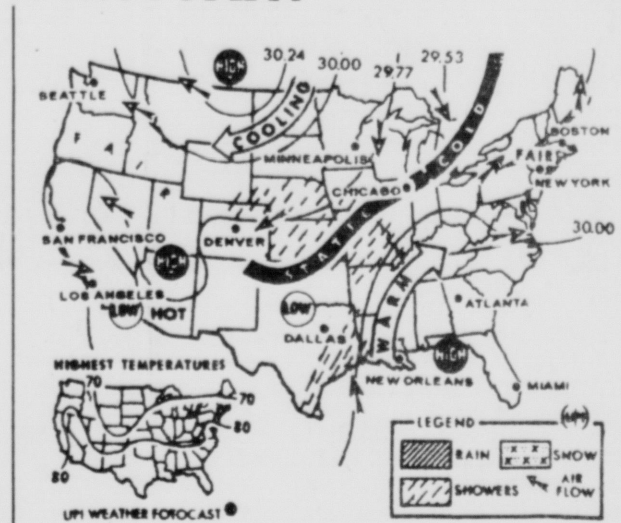 HIGH
30.24
30.00
29.77
29.53
SEATTLE
COOLING
COLD
BOSTON
FAIR
MINNEAPOLIS
FAIR
NEW YORK
CHICAGO
30.00
SAN FRANCISCO
DENVER
STATIC
HIGH
LOS ANGELES
LOW
HOT
LOW
WARM
ATLANTA
DALLAS
HIGH
NEW ORLEANS
MIAMI
HIGHEST TEMPERATURES
70
70
80
80
LEGEND
RAIN
SNOW
SHOWERS
AIR
FLOW
UPI WEATHER FOTOCAST